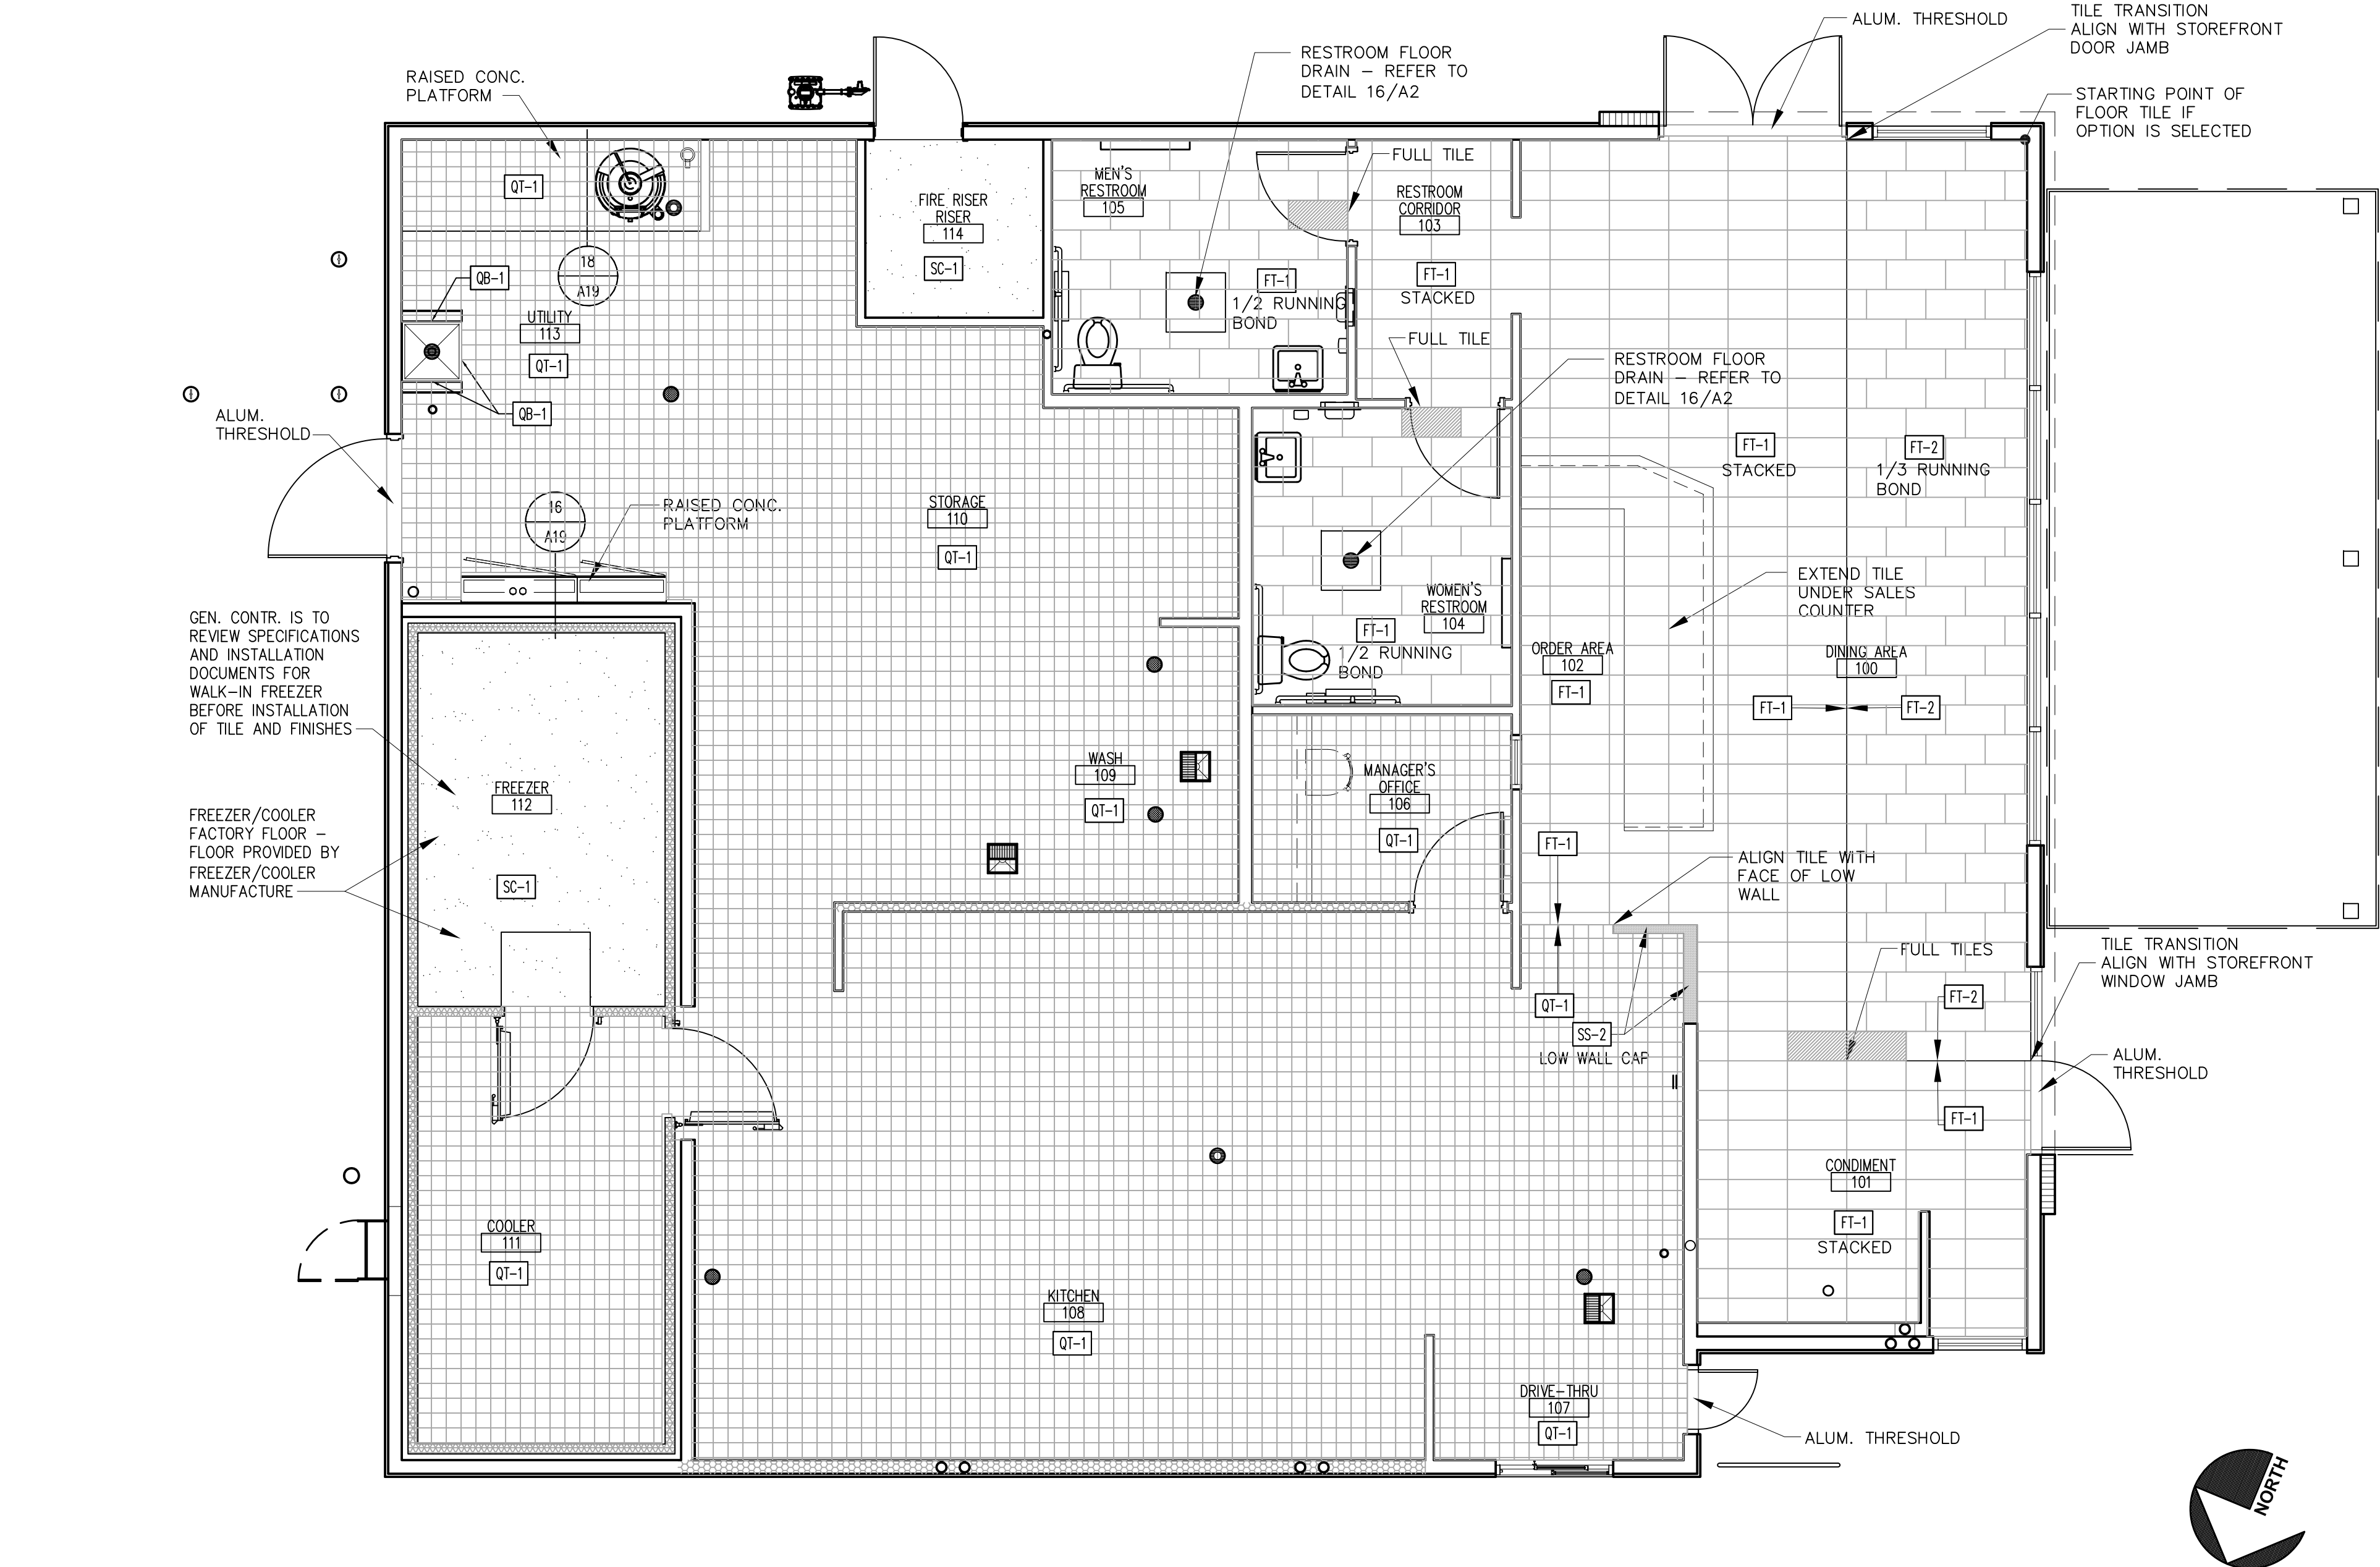 ALUM. THRESHOLD
TILE TRANSITION
ALIGN WITH STOREFRONT
DOOR JAMB
RESTROOM FLOOR
DRAIN – REFER TO
DETAIL 16/A2
RAISED CONC.
PLATFORM
STARTING POINT OF
FLOOR TILE IF
OPTION IS SELECTED
FULL TILE
QT-1
MEN'S
RESTROOM
105
RESTROOM
CORRIDOR
103
FIRE RISER
RISER
114
SC-1
18
A19
QB-1
FT-1
1/2 RUNNING
BOND
FT-1
STACKED
UTILITY
113
QT-1
FULL TILE
RESTROOM FLOOR
DRAIN – REFER TO
DETAIL 16/A2
QB-1
ALUM.
THRESHOLD
FT-1
STACKED
FT-2
1/3 RUNNING
BOND
16
A19
RAISED CONC.
PLATFORM
STORAGE
110
QT-1
EXTEND TILE
UNDER SALES
COUNTER
GEN. CONTR. IS TO
REVIEW SPECIFICATIONS
AND INSTALLATION
DOCUMENTS FOR
WALK-IN FREEZER
BEFORE INSTALLATION
OF TILE AND FINISHES
WOMEN'S
RESTROOM
104
FT-1
1/2 RUNNING
BOND
ORDER AREA
102
FT-1
DINING AREA
100
FT-1
FT-2
WASH
109
QT-1
MANAGER'S
OFFICE
106
QT-1
FREEZER
112
SC-1
FREEZER/COOLER
FACTORY FLOOR –
FLOOR PROVIDED BY
FREEZER/COOLER
MANUFACTURE
FT-1
ALIGN TILE WITH
FACE OF LOW
WALL
FULL TILES
TILE TRANSITION
ALIGN WITH STOREFRONT
WINDOW JAMB
QT-1
FT-2
SS-2
LOW WALL CAP
ALUM.
THRESHOLD
FT-1
CONDIMENT
101
FT-1
STACKED
COOLER
111
QT-1
KITCHEN
108
QT-1
DRIVE-THRU
107
QT-1
ALUM. THRESHOLD
NORTH